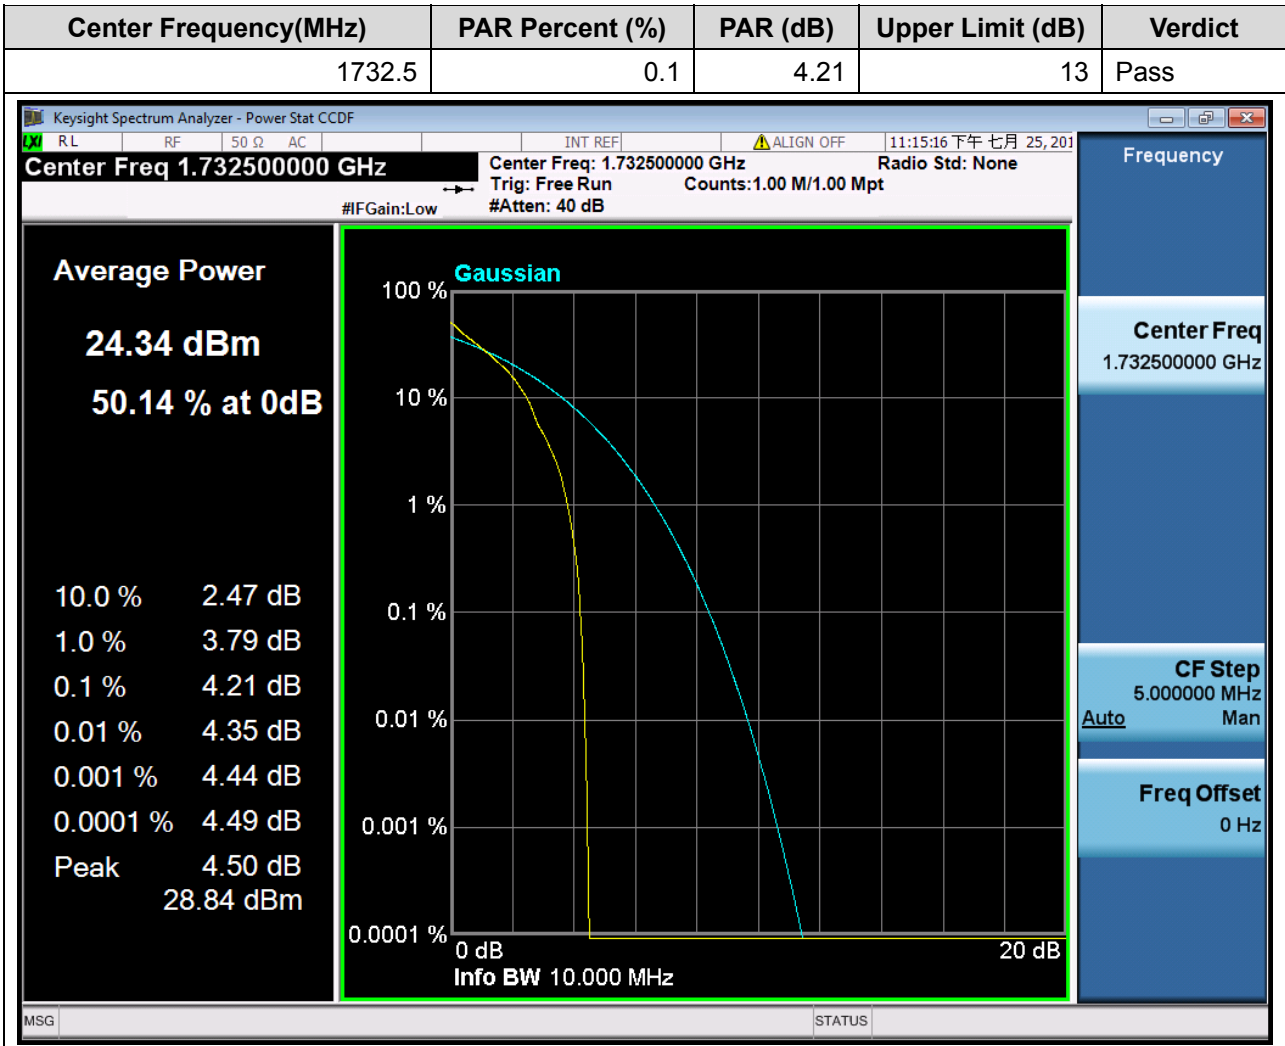 Center Frequency(MHz) PAR Percent (%) PAR (dB) Upper Limit (dB) Verdict
1732.5 0.1 4.21 13 Pass
Keysight Spectrum Analyzer - Power Stat CCDF
LXI RL RF 50 Ω AC INT REF ALIGN OFF 11:15:16 下午 七月 25, 201
Center Freq 1.732500000 GHz
Center Freq: 1.732500000 GHz Radio Std: None
Trig: Free Run Counts:1.00 M/1.00 Mpt
#IFGain:Low #Atten: 40 dB
Average Power
24.34 dBm
50.14 % at 0dB
10.0 % 2.47 dB
1.0 % 3.79 dB
0.1 % 4.21 dB
0.01 % 4.35 dB
0.001 % 4.44 dB
0.0001 % 4.49 dB
Peak 4.50 dB
28.84 dBm
Gaussian
100 %
10 %
1 %
0.1 %
0.01 %
0.001 %
0.0001 %
0 dB 20 dB
Info BW 10.000 MHz
Frequency
Center Freq
1.732500000 GHz
CF Step
5.000000 MHz
Auto Man
Freq Offset
0 Hz
MSG STATUS